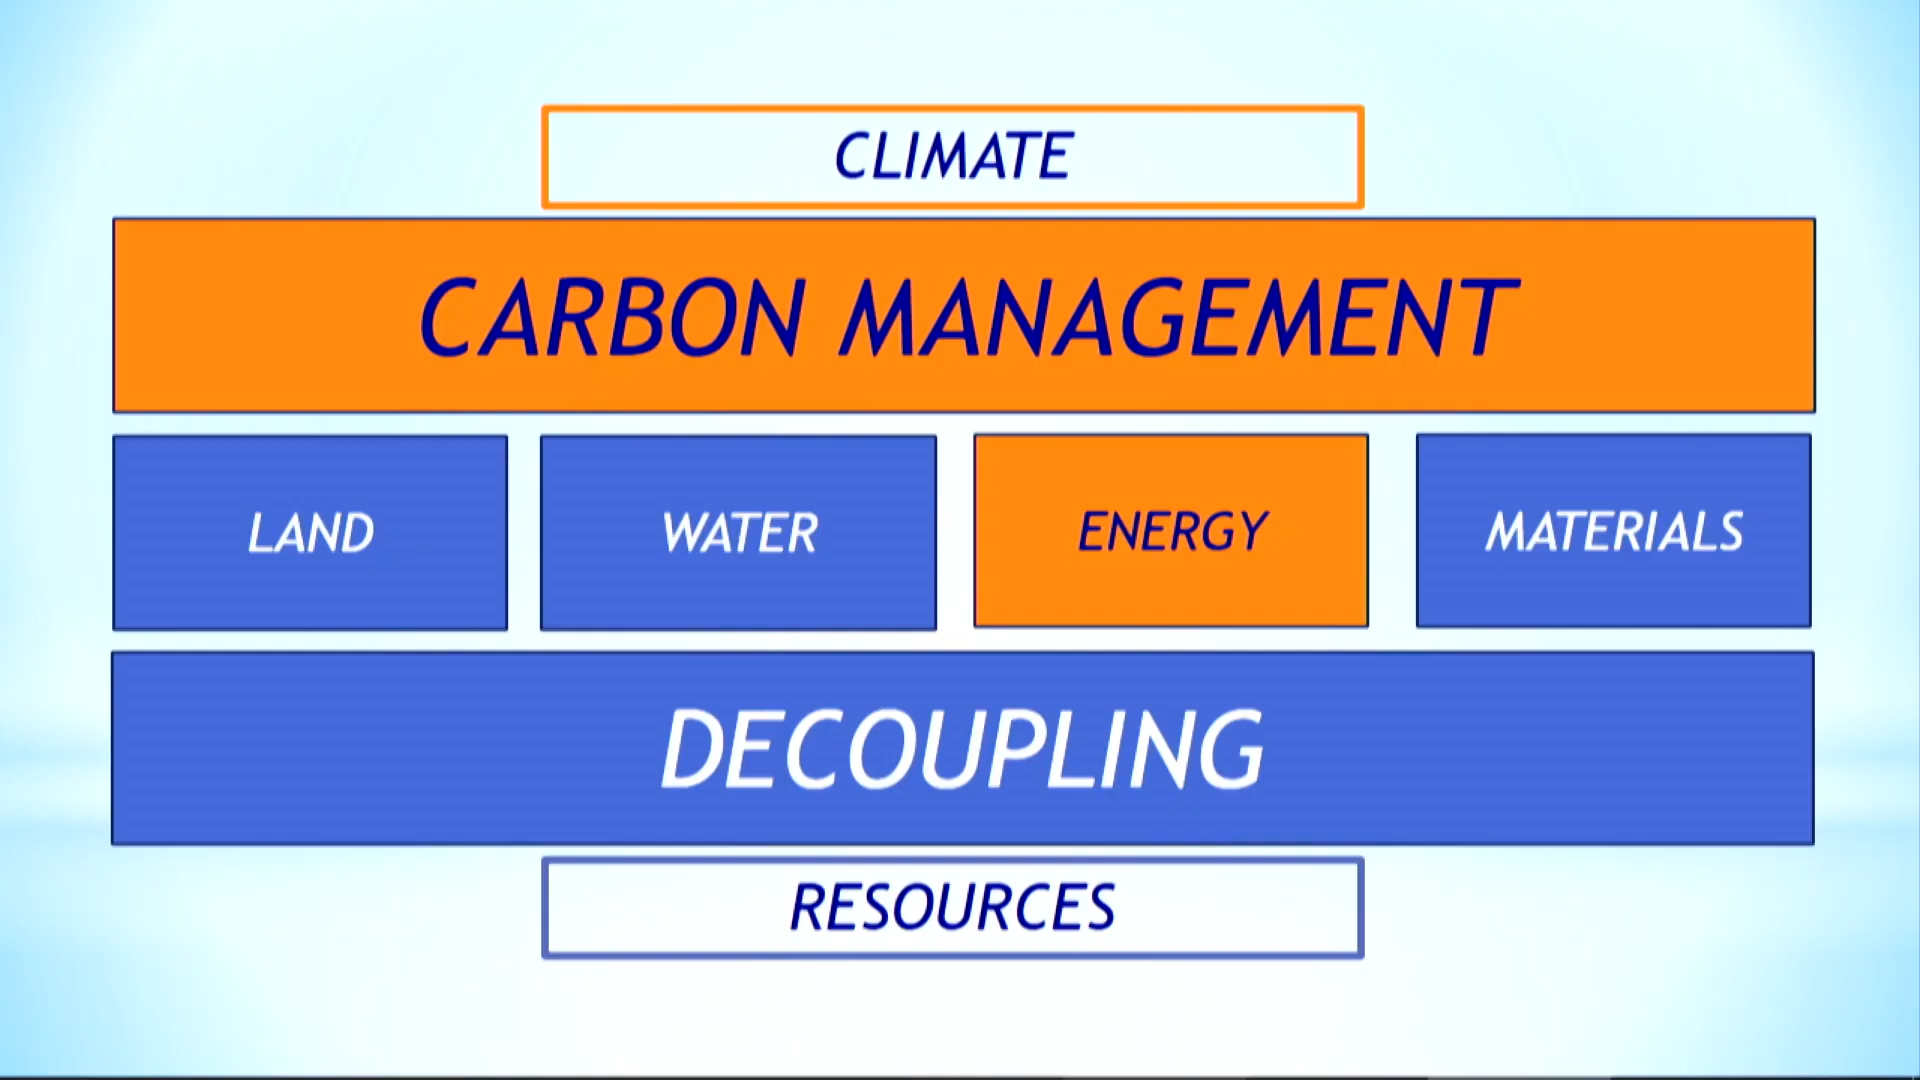 CLIMATE
CARBON MANAGEMENT
LAND
WATER
ENERGY
MATERIALS
DECOUPLING
RESOURCES